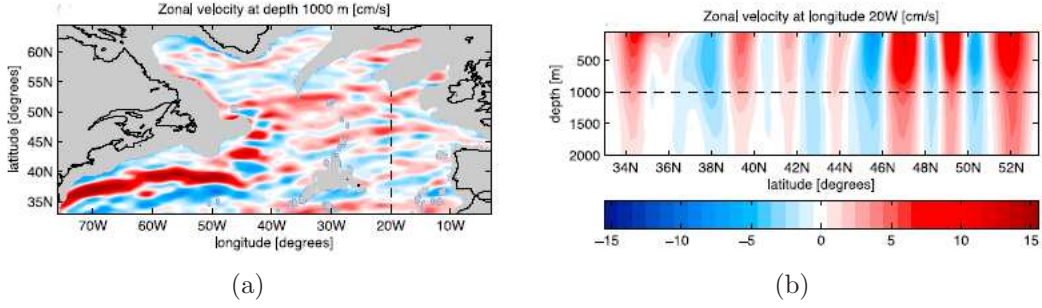 Zonal velocity at depth 1000 m [cm/s]
60N
55N
50N
45N
40N
35N
latitude [degrees]
70W 60W 50W 40W 30W 20W 10W
longitude [degrees]
(a)
Zonal velocity at longitude 20W [cm/s]
500
1000
1500
2000
depth [m]
34N 36N 38N 40N 42N 44N 46N 48N 50N 52N
latitude [degrees]
−15 −10 −5 0 5 10 15
(b)